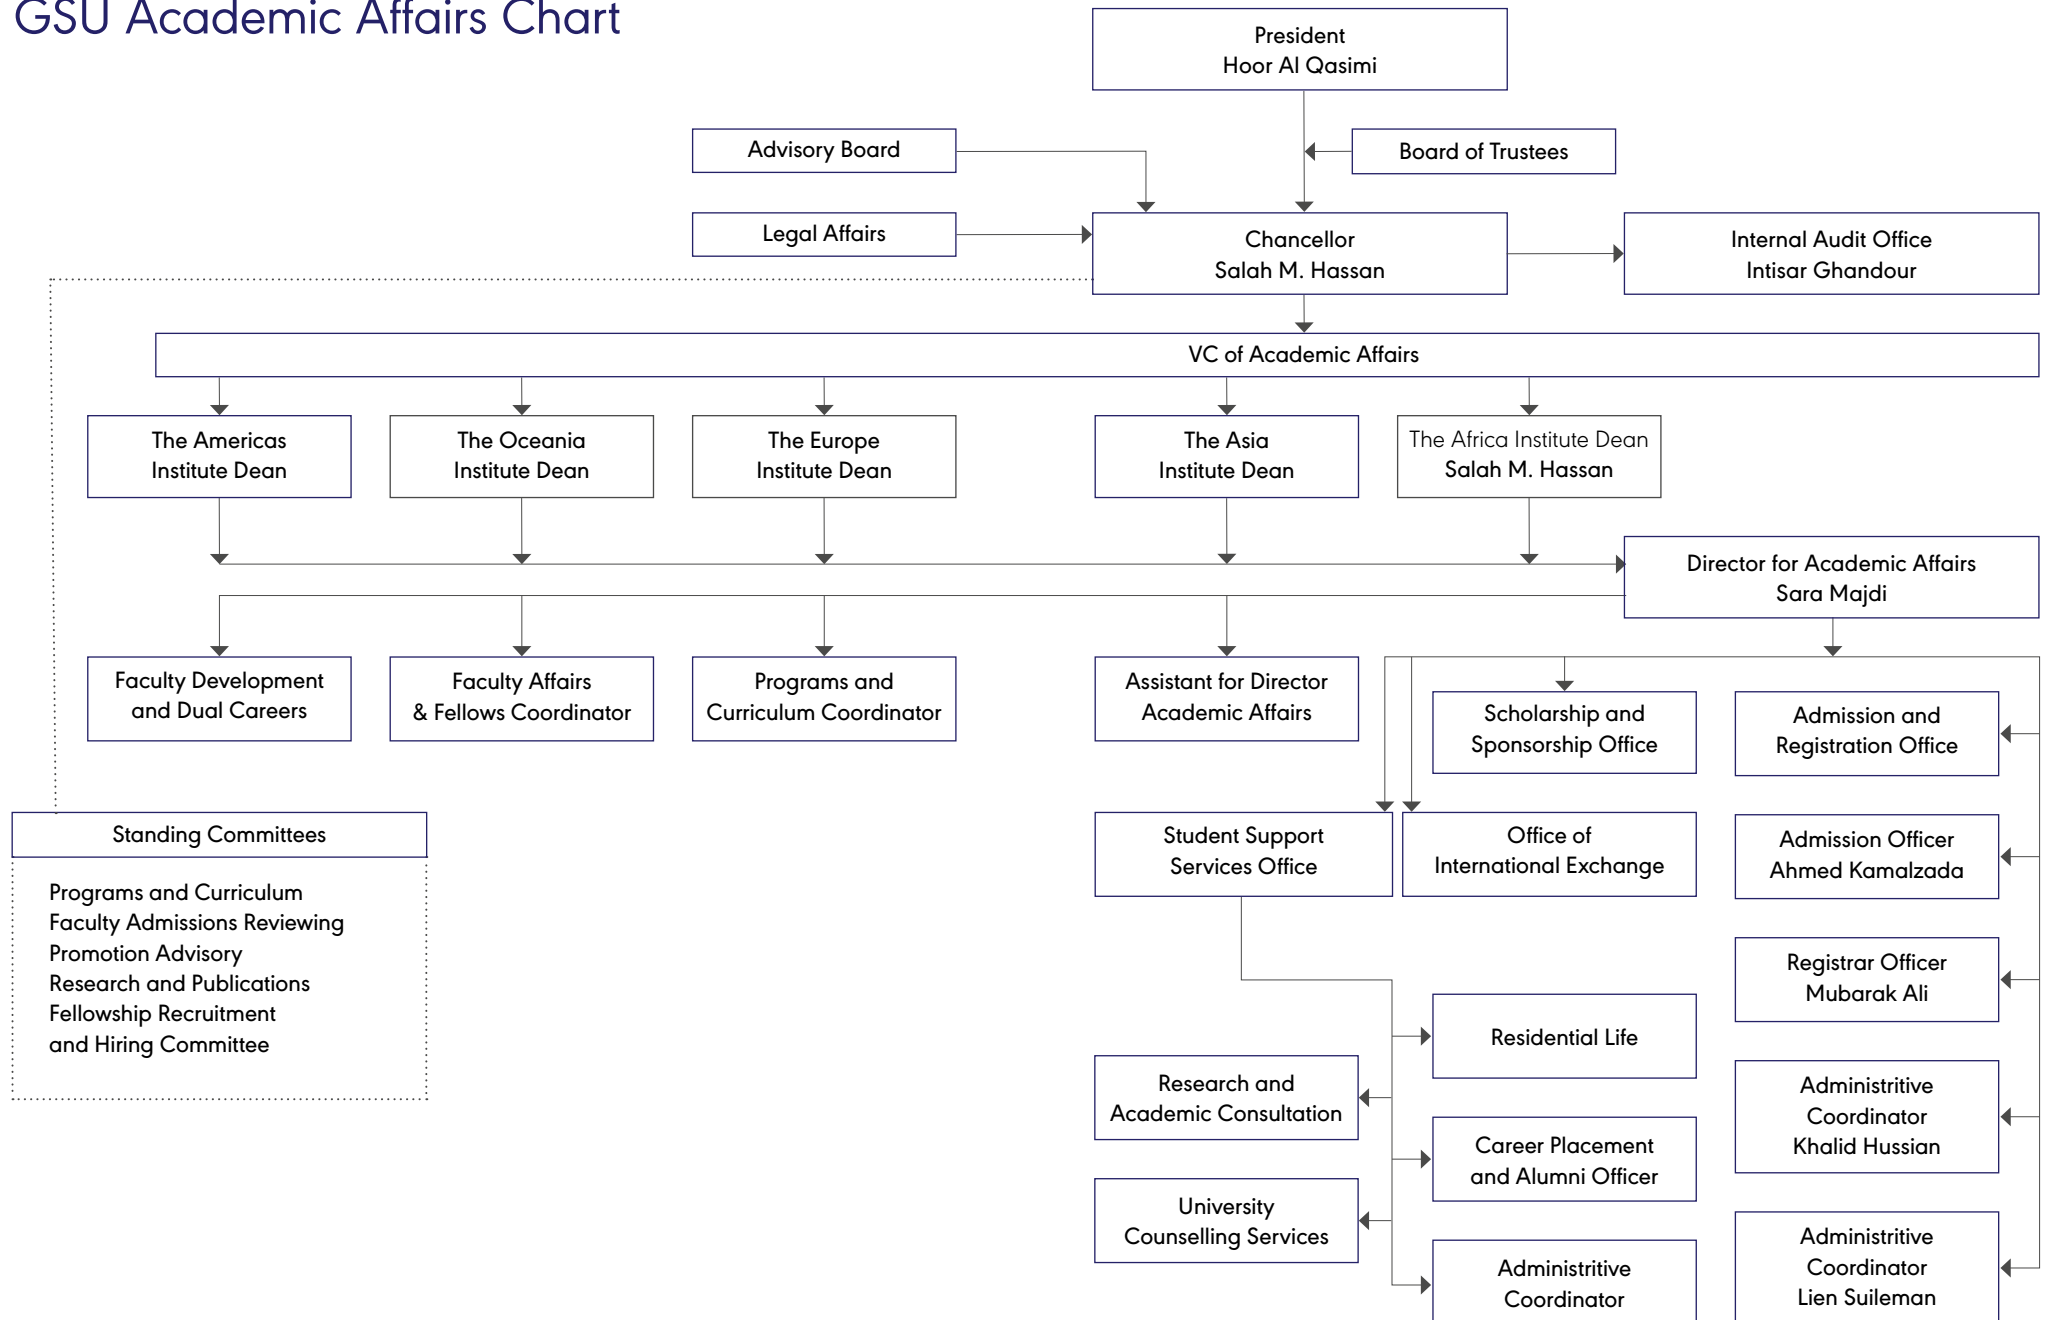 GSU Academic Affairs Chart
President
Hoor Al Qasimi
Advisory Board
Board of Trustees
Legal Affairs
Chancellor
Salah M. Hassan
Internal Audit Office
Intisar Ghandour
VC of Academic Affairs
The Americas
Institute Dean
The Oceania
Institute Dean
The Europe
Institute Dean
The Asia
Institute Dean
The Africa Institute Dean
Salah M. Hassan
Director for Academic Affairs
Sara Majdi
Faculty Development
and Dual Careers
Faculty Affairs
& Fellows Coordinator
Programs and
Curriculum Coordinator
Assistant for Director
Academic Affairs
Scholarship and
Sponsorship Office
Admission and
Registration Office
Standing Committees
Programs and Curriculum
Faculty Admissions Reviewing
Promotion Advisory
Research and Publications
Fellowship Recruitment
and Hiring Committee
Student Support
Services Office
Office of
International Exchange
Admission Officer
Ahmed Kamalzada
Registrar Officer
Mubarak Ali
Residential Life
Research and
Academic Consultation
Administritive
Coordinator
Khalid Hussian
Career Placement
and Alumni Officer
University
Counselling Services
Administritive
Coordinator
Administritive
Coordinator
Lien Suileman